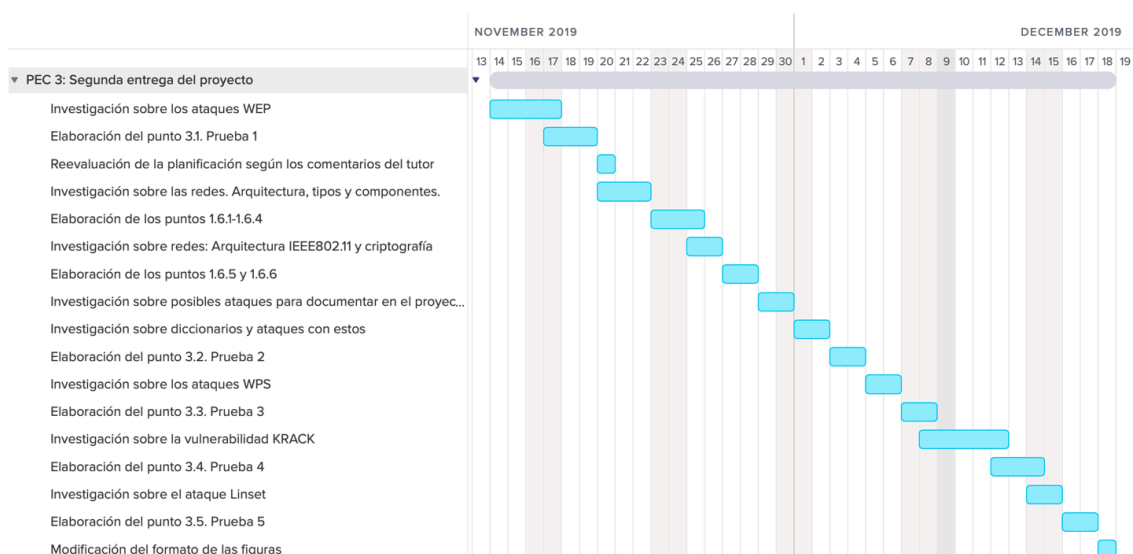 NOVEMBER 2019 DECEMBER 2019
13 14 15 16 17 18 19 20 21 22 23 24 25 26 27 28 29 30 1 2 3 4 5 6 7 8 9 10 11 12 13 14 15 16 17 18 19
PEC 3: Segunda entrega del proyecto
Investigación sobre los ataques WEP
Elaboración del punto 3.1. Prueba 1
Reevaluación de la planificación según los comentarios del tutor
Investigación sobre las redes. Arquitectura, tipos y componentes.
Elaboración de los puntos 1.6.1-1.6.4
Investigación sobre redes: Arquitectura IEEE802.11 y criptografía
Elaboración de los puntos 1.6.5 y 1.6.6
Investigación sobre posibles ataques para documentar en el proyec...
Investigación sobre diccionarios y ataques con estos
Elaboración del punto 3.2. Prueba 2
Investigación sobre los ataques WPS
Elaboración del punto 3.3. Prueba 3
Investigación sobre la vulnerabilidad KRACK
Elaboración del punto 3.4. Prueba 4
Investigación sobre el ataque Linset
Elaboración del punto 3.5. Prueba 5
Modificación del formato de las figuras